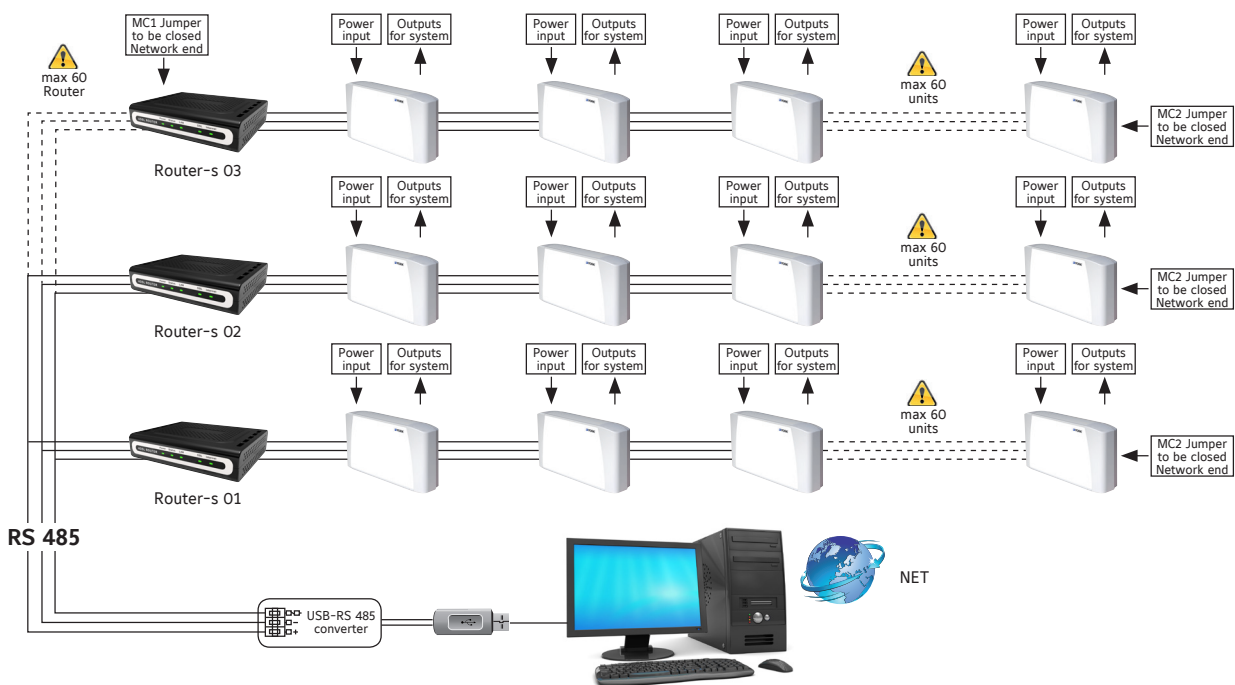 MC1 Jumper
to be closed
Network end
Power
input
Outputs
for system
Power
input
Outputs
for system
Power
input
Outputs
for system
Power
input
Outputs
for system
max 60
Router
max 60
units
MC2 Jumper
to be closed
Network end
Router-s 03
Power
input
Outputs
for system
Power
input
Outputs
for system
Power
input
Outputs
for system
Power
input
Outputs
for system
max 60
units
MC2 Jumper
to be closed
Network end
Router-s 02
Power
input
Outputs
for system
Power
input
Outputs
for system
Power
input
Outputs
for system
Power
input
Outputs
for system
max 60
units
MC2 Jumper
to be closed
Network end
Router-s 01
RS 485
NET
USB-RS 485
converter
-
+